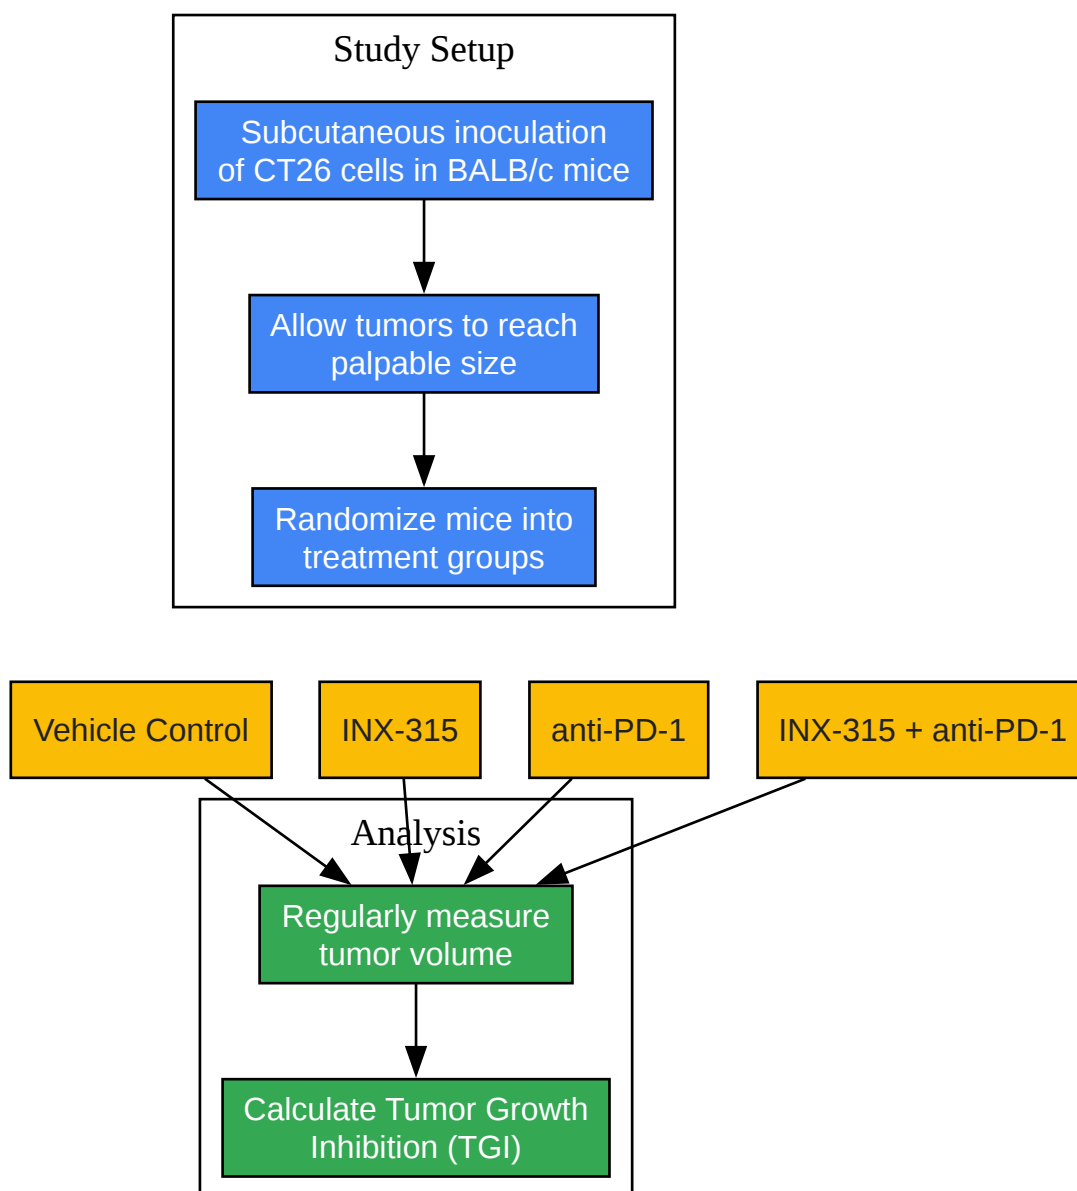 Study Setup
Subcutaneous inoculation
of CT26 cells in BALB/c mice
Allow tumors to reach
palpable size
Randomize mice into
treatment groups
Vehicle Control
INX-315
anti-PD-1
INX-315 + anti-PD-1
Analysis
Regularly measure
tumor volume
Calculate Tumor Growth
Inhibition (TGI)